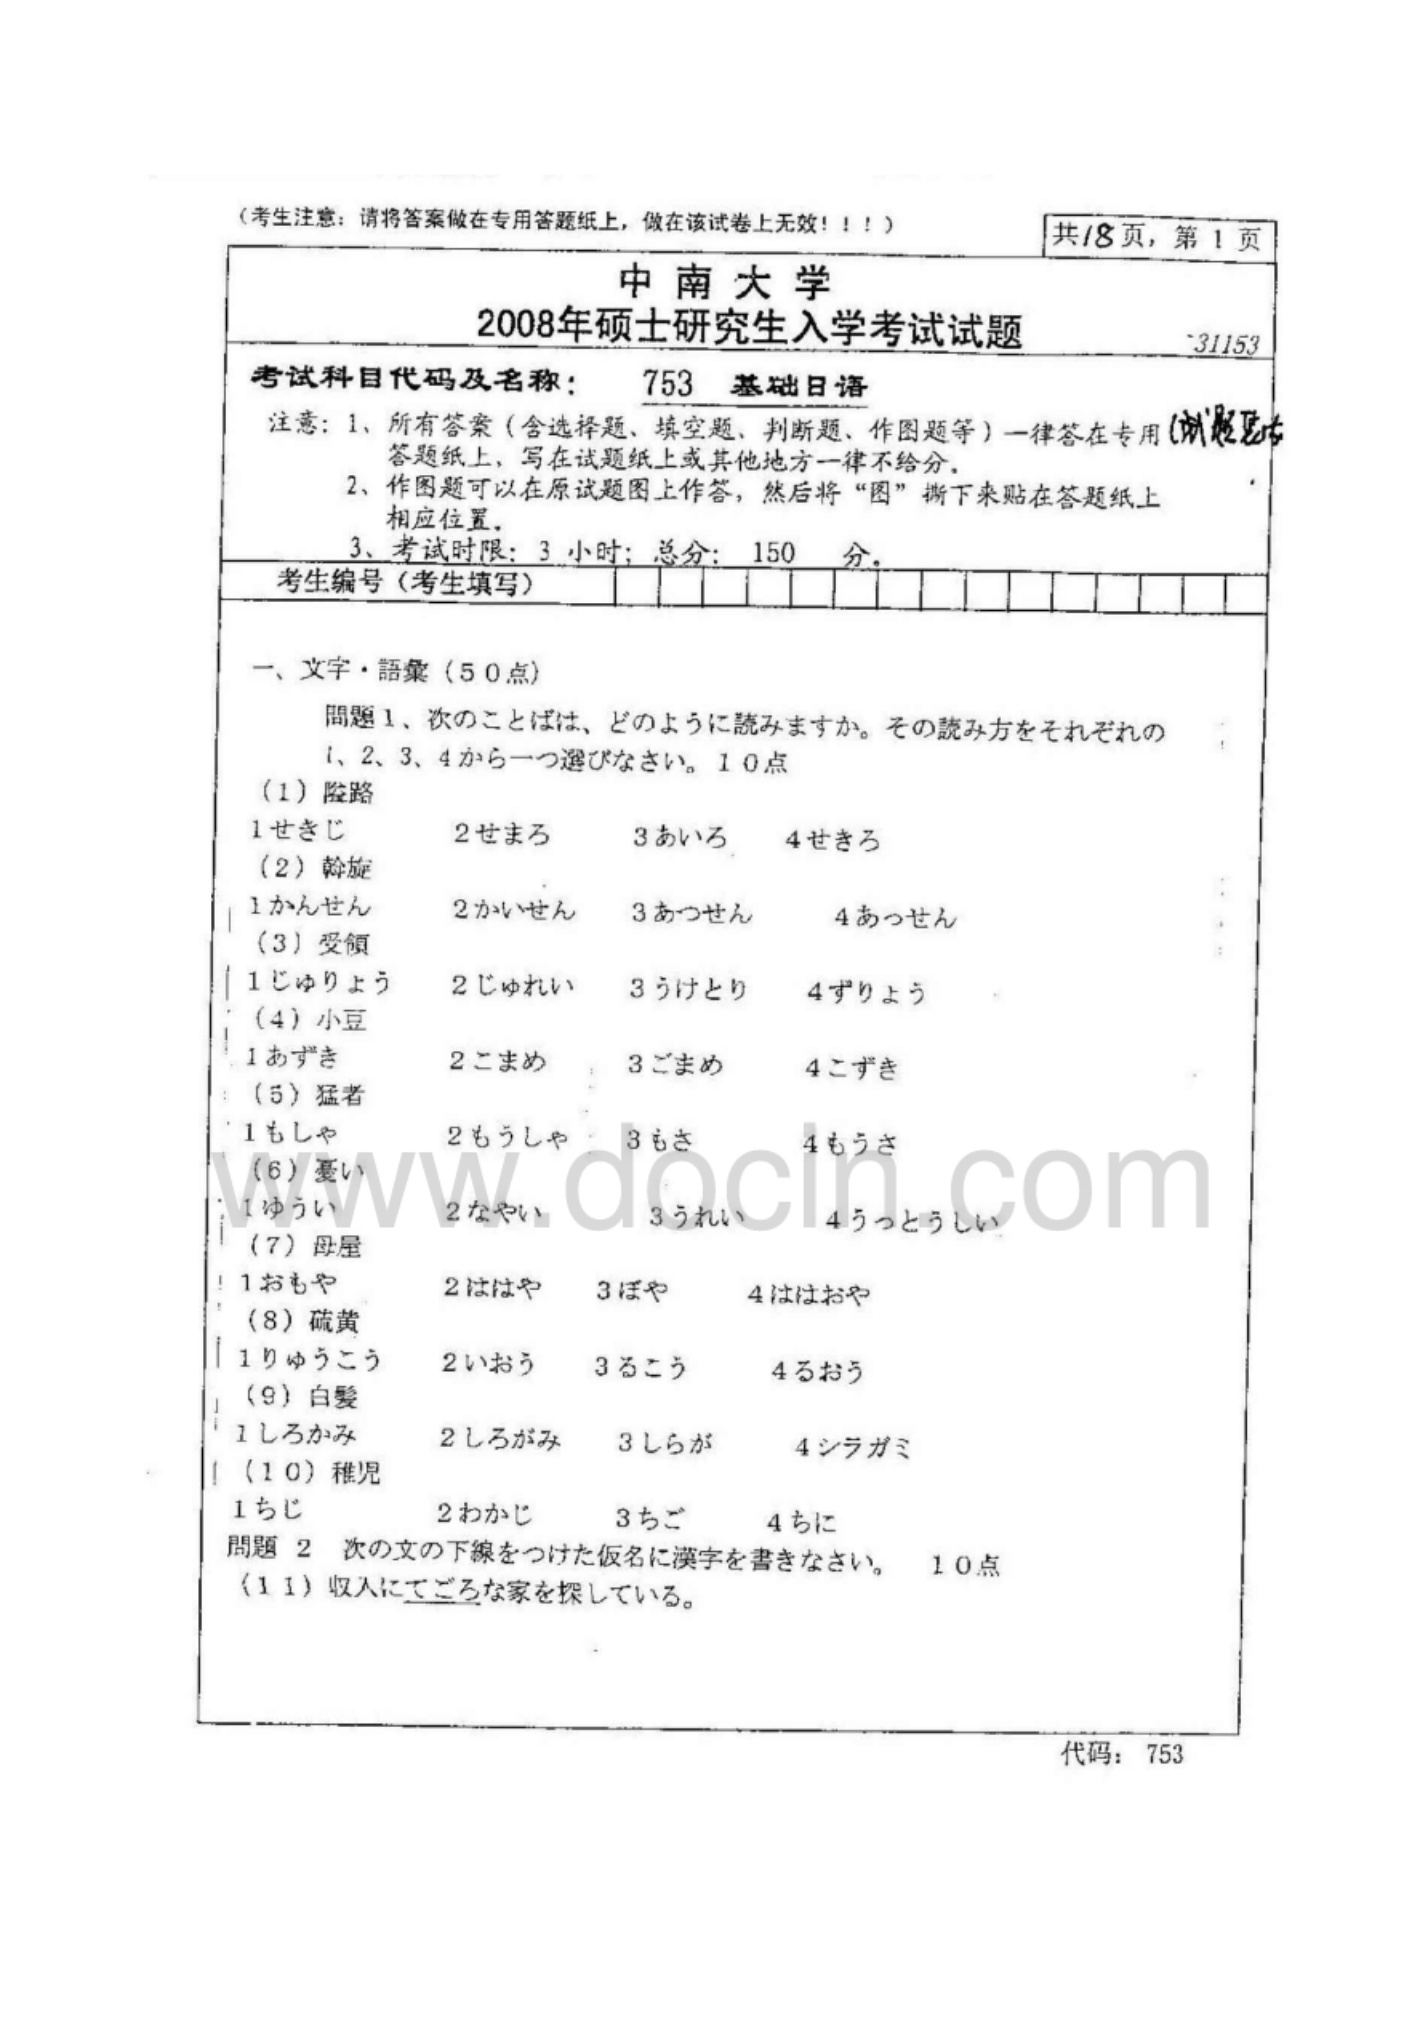 （考生注意：请将答案做在专用答题纸上，做在该试卷上无效！！！）
共18页，第 1 页
中 南 大 学
2008年硕士研究生入学考试试题
31153
考试科目代码及名称： 753 基础日语
注意：1、所有答案（含选择题、填空题、判断题、作图题等）一律答在专用
答题纸上，写在试题纸上或其他地方一律不给分。
2、作图题可以在原试题图上作答，然后将“图”撕下来贴在答题纸上
相应位置。
3、考试时限：3 小时；总分： 150 分。
考生编号（考生填写）
一、文字・語彙（５０点）
問題１、次のことばは、どのように読みますか。その読み方をそれぞれの
1、2、3、4から一つ選びなさい。１０点
（１）隘路
１せきじ ２せまろ ３あいろ ４せきろ
（２）斡旋
１かんせん ２かいせん ３あつせん ４あっせん
（３）受領
１じゅりょう ２じゅれい ３うけとり ４ずりょう
（４）小豆
１あずき ２こまめ ３ごまめ ４こずき
（５）猛者
１もしゃ ２もうしゃ ３もさ ４もうさ
（６）憂い
１ゆうい ２なやい ３うれい ４うっとうしい
（７）母屋
１おもや ２ははや ３ぼや ４ははおや
（８）硫黄
１りゅうこう ２いおう ３るこう ４るおう
（９）白髪
１しろかみ ２しろがみ ３しらが ４シラガミ
（１０）稚児
１ちじ ２わかじ ３ちご ４ちに
問題 ２ 次の文の下線をつけた仮名に漢字を書きなさい。 １０点
（１１）収入にてごろな家を探している。
代码： 753
www.docin.com